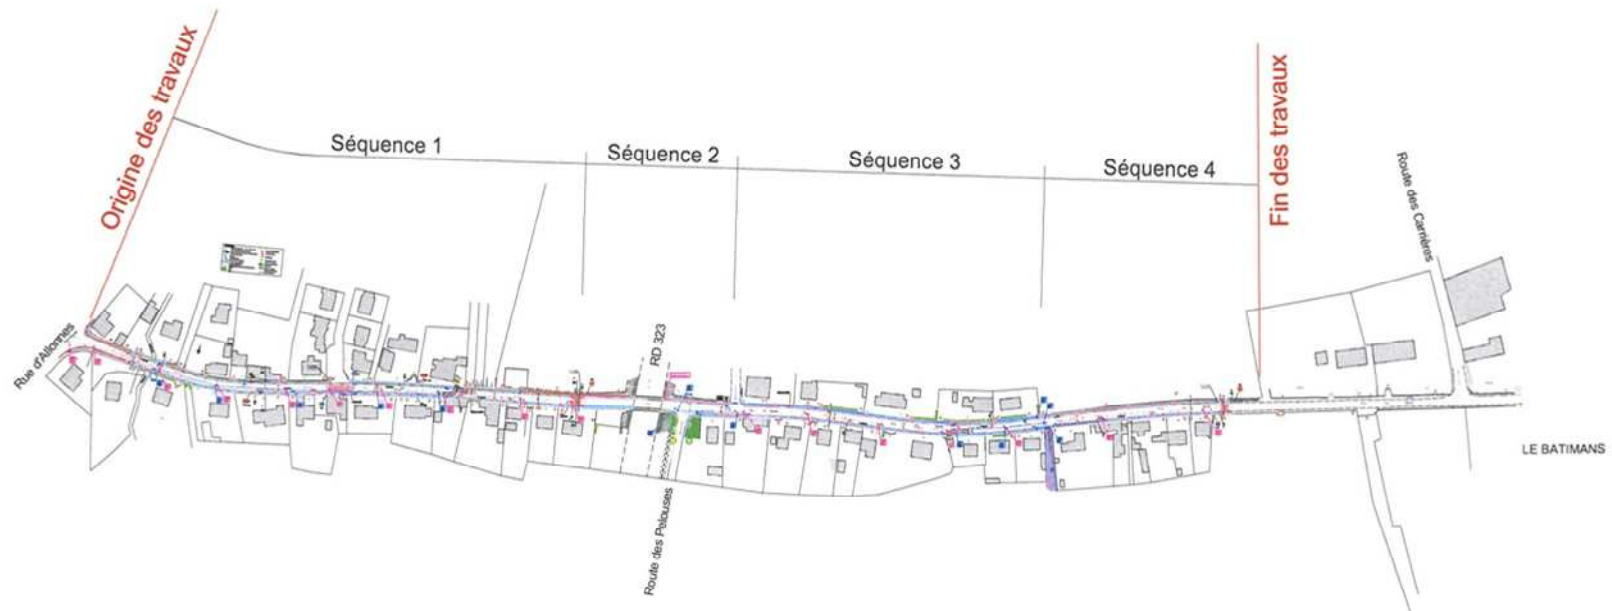 Origine des travaux
Séquence 1
Séquence 2
Séquence 3
Séquence 4
Fin des travaux
Route des Carrières
Rue d'Allonnes
RD 323
Route des Pelouses
LE BATIMANS